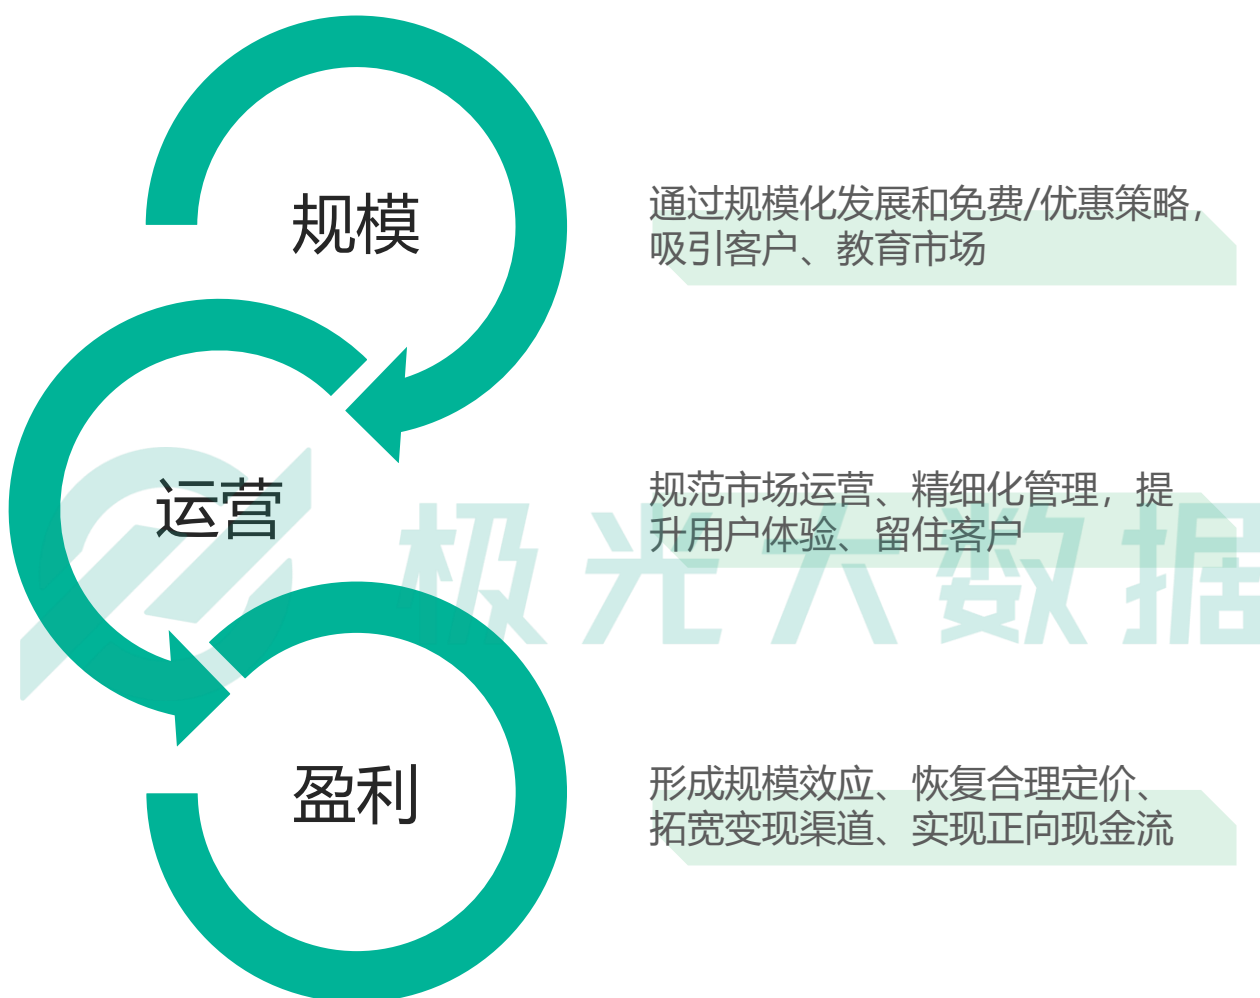 规模
通过规模化发展和免费/优惠策略，
吸引客户、教育市场
运营
规范市场运营、精细化管理，提
升用户体验、留住客户
极光大数据
盈利
形成规模效应、恢复合理定价、
拓宽变现渠道、实现正向现金流